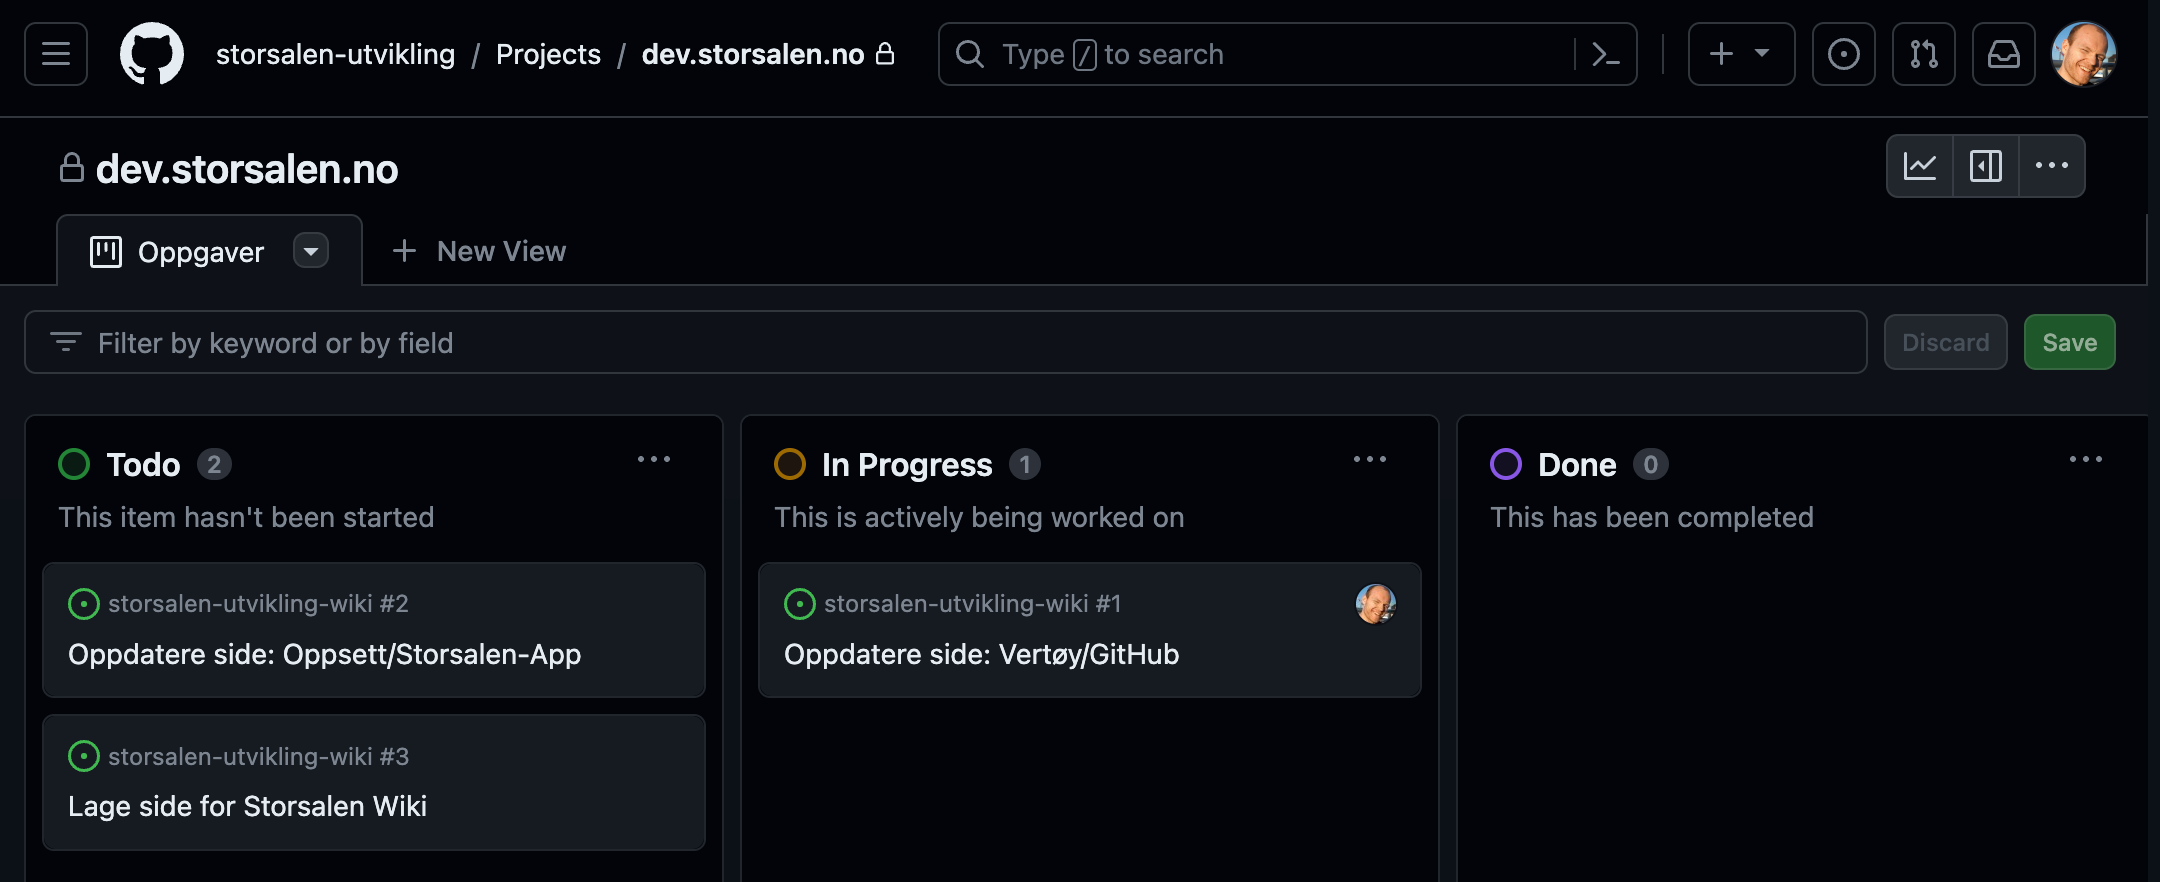 storsalen-utvikling / Projects / dev.storsalen.no
Type / to search
dev.storsalen.no
Oppgaver
New View
Filter by keyword or by field
Discard
Save
Todo 2
This item hasn't been started
storsalen-utvikling-wiki #2
Oppdatere side: Oppsett/Storsalen-App
storsalen-utvikling-wiki #3
Lage side for Storsalen Wiki
In Progress 1
This is actively being worked on
storsalen-utvikling-wiki #1
Oppdatere side: Vertøy/GitHub
Done 0
This has been completed